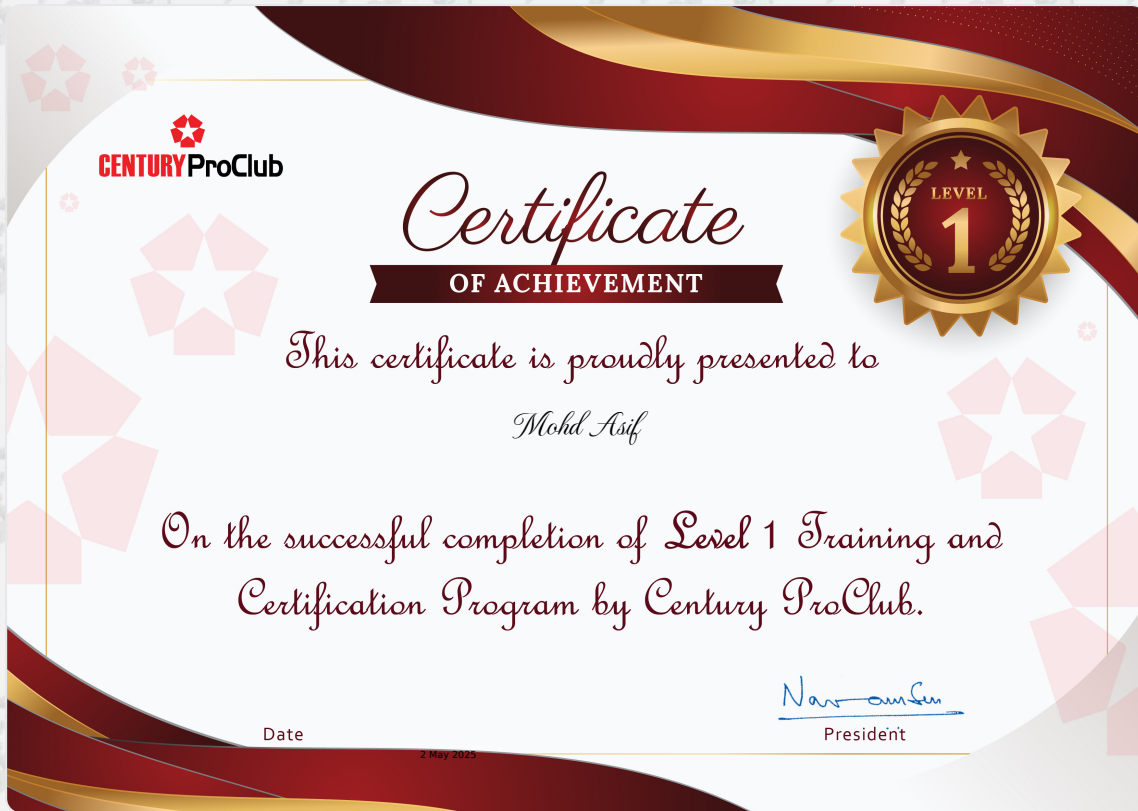 CENTURY ProClub
LEVEL
1
Certificate
OF ACHIEVEMENT
This certificate is proudly presented to
Mohd Asif
On the successful completion of Level 1 Training and
Certification Program by Century ProClub.
Date
President
2 May 2025